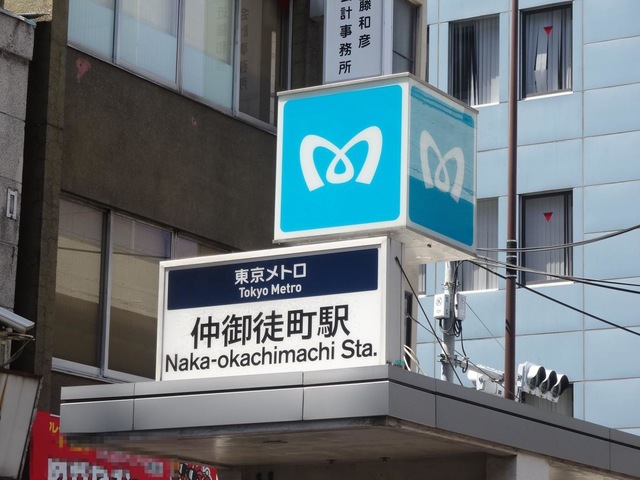 藤和彦
会計事務所
東京メトロ
Tokyo Metro
仲御徒町駅
Naka-okachimachi Sta.